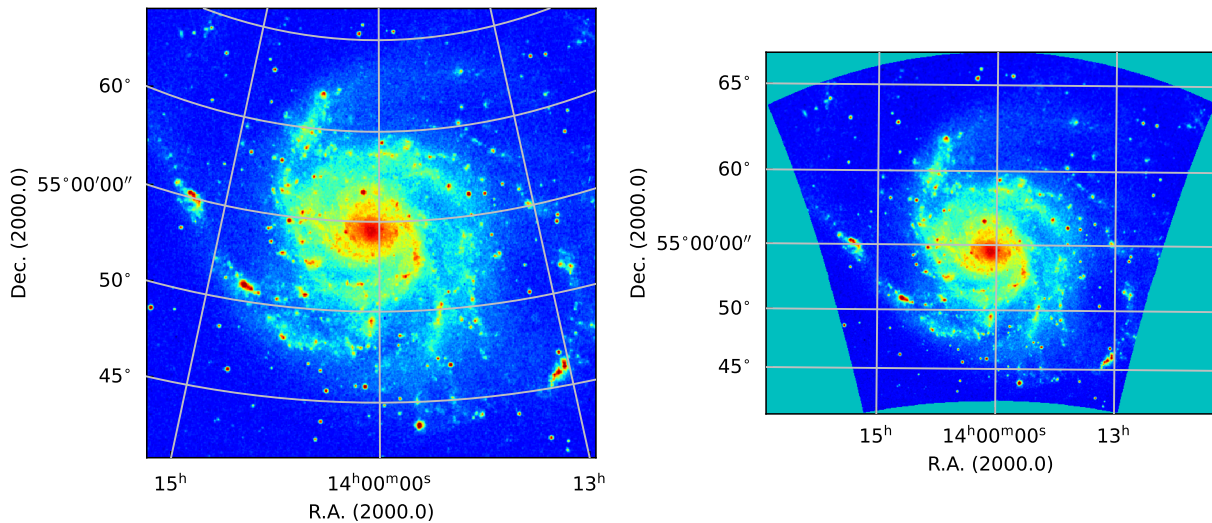 60°
55°00′00″
50°
45°
Dec. (2000.0)
15ʰ
14ʰ00ᵐ00ˢ
13ʰ
R.A. (2000.0)
65°
60°
55°00′00″
50°
45°
Dec. (2000.0)
15ʰ
14ʰ00ᵐ00ˢ
13ʰ
R.A. (2000.0)